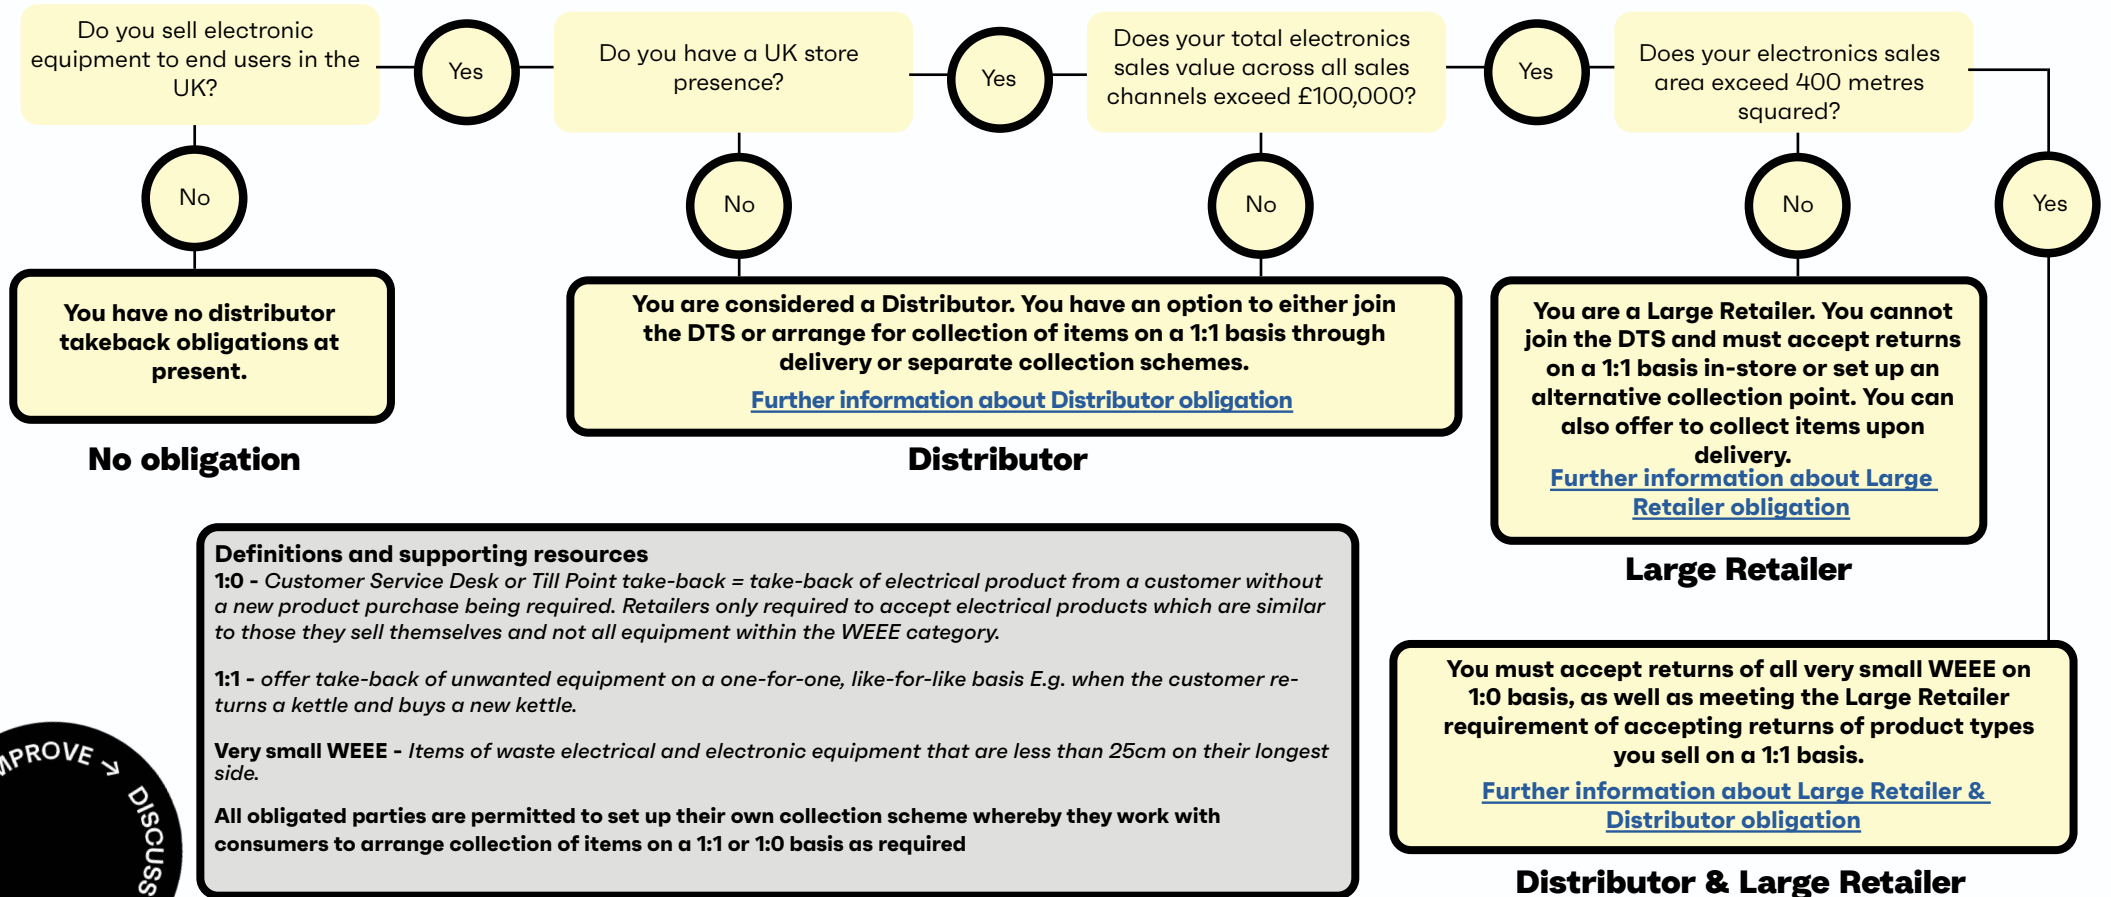 Do you sell electronic
equipment to end users in the
UK?
Yes
Do you have a UK store
presence?
Yes
Does your total electronics
sales value across all sales
channels exceed £100,000?
Yes
Does your electronics sales
area exceed 400 metres
squared?
No
No
No
No
Yes
You have no distributor
takeback obligations at
present.
No obligation
You are considered a Distributor. You have an option to either join
the DTS or arrange for collection of items on a 1:1 basis through
delivery or separate collection schemes.
Further information about Distributor obligation
Distributor
You are a Large Retailer. You cannot
join the DTS and must accept returns
on a 1:1 basis in-store or set up an
alternative collection point. You can
also offer to collect items upon
delivery.
Further information about Large
Retailer obligation
Large Retailer
Definitions and supporting resources
1:0 - Customer Service Desk or Till Point take-back = take-back of electrical product from a customer without
a new product purchase being required. Retailers only required to accept electrical products which are similar
to those they sell themselves and not all equipment within the WEEE category.
1:1 - offer take-back of unwanted equipment on a one-for-one, like-for-like basis E.g. when the customer re-
turns a kettle and buys a new kettle.
Very small WEEE - Items of waste electrical and electronic equipment that are less than 25cm on their longest
side.
All obligated parties are permitted to set up their own collection scheme whereby they work with
consumers to arrange collection of items on a 1:1 or 1:0 basis as required
You must accept returns of all very small WEEE on
1:0 basis, as well as meeting the Large Retailer
requirement of accepting returns of product types
you sell on a 1:1 basis.
Further information about Large Retailer &
Distributor obligation
Distributor & Large Retailer
MPROVE → DISCUSS